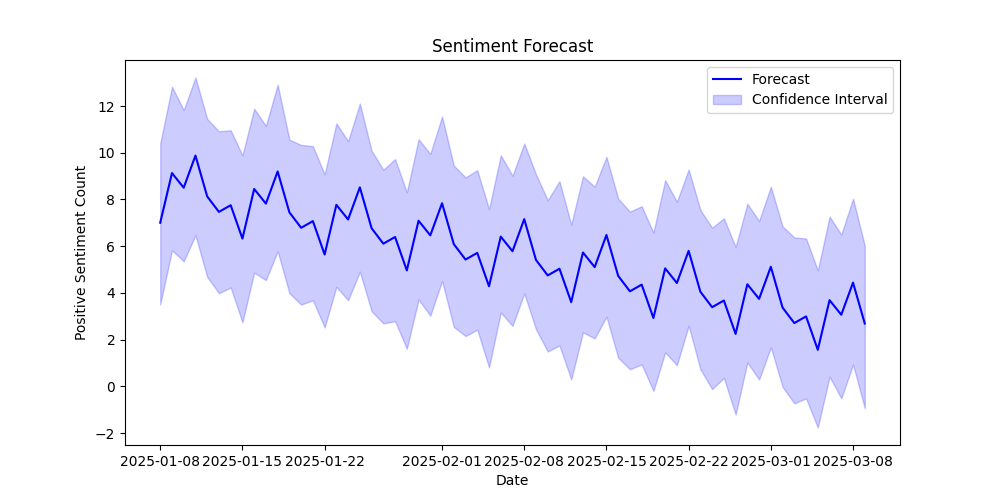 Sentiment Forecast
Forecast
Confidence Interval
Positive Sentiment Count
12
10
8
6
4
2
0
−2
2025-01-08 2025-01-15 2025-01-22 2025-02-01 2025-02-08 2025-02-15 2025-02-22 2025-03-01 2025-03-08
Date